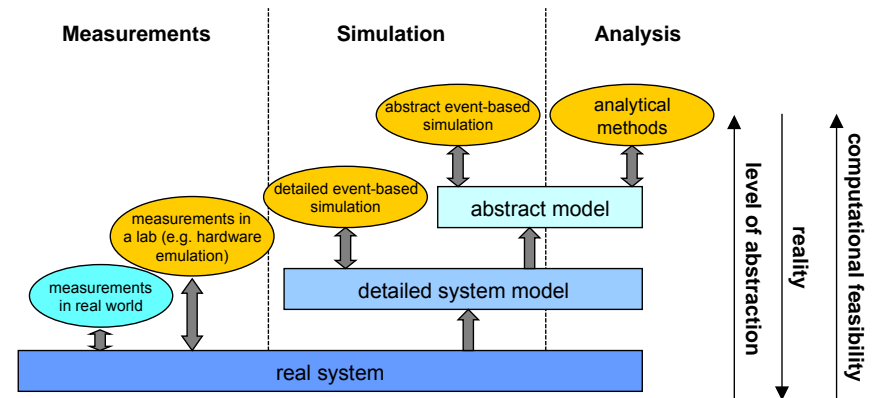 Measurements
Simulation
Analysis
abstract event-based
simulation
analytical
methods
detailed event-based
simulation
abstract model
measurements in
a lab (e.g. hardware
emulation)
measurements
in real world
detailed system model
real system
level of abstraction
reality
computational feasibility